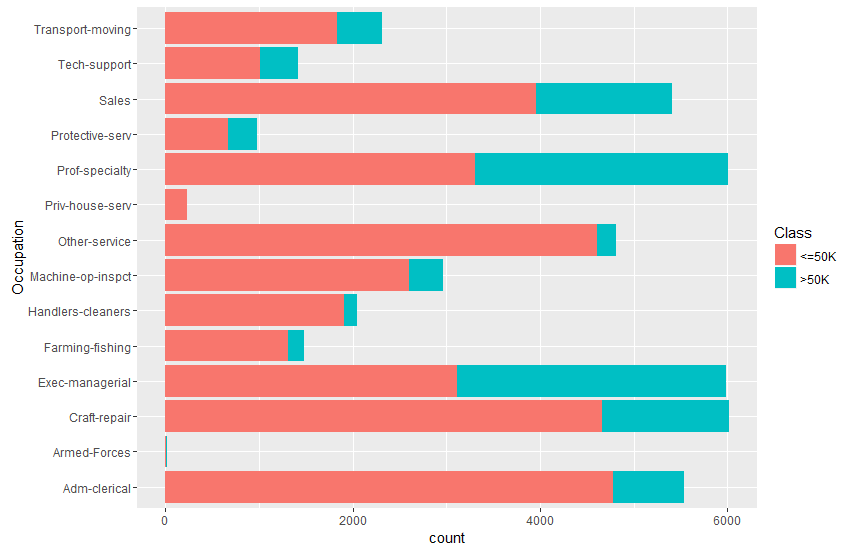 Transport-moving
Tech-support
Sales
Protective-serv
Prof-specialty
Priv-house-serv
Other-service
Machine-op-inspct
Handlers-cleaners
Farming-fishing
Exec-managerial
Craft-repair
Armed-Forces
Adm-clerical
Occupation
0 2000 4000 6000
count
Class
<=50K
>50K